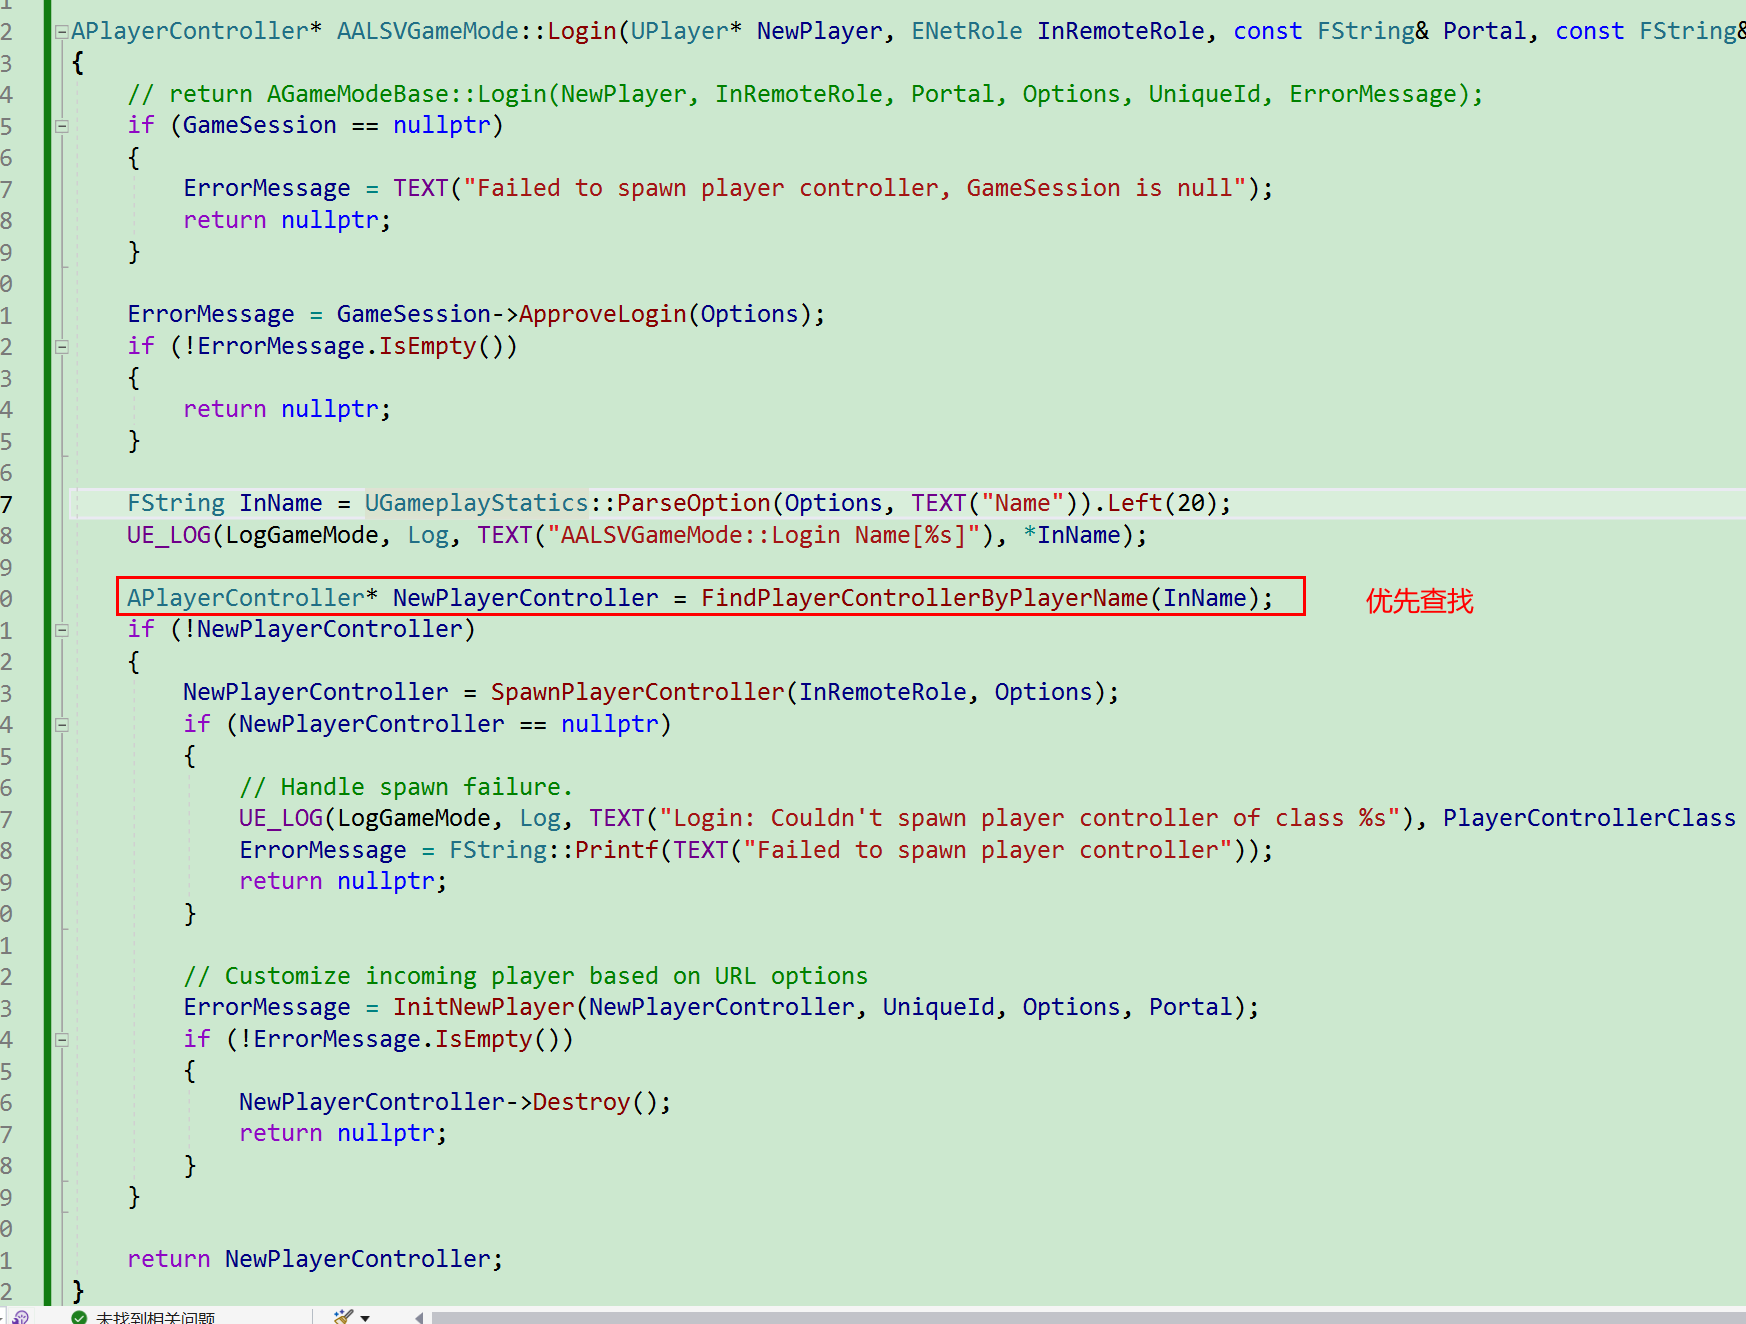 1
2 APlayerController* AALSVGameMode::Login(UPlayer* NewPlayer, ENetRole InRemoteRole, const FString& Portal, const FString&
3 {
4 // return AGameModeBase::Login(NewPlayer, InRemoteRole, Portal, Options, UniqueId, ErrorMessage);
5 if (GameSession == nullptr)
6 {
7 ErrorMessage = TEXT("Failed to spawn player controller, GameSession is null");
8 return nullptr;
9 }
0
1 ErrorMessage = GameSession->ApproveLogin(Options);
2 if (!ErrorMessage.IsEmpty())
3 {
4 return nullptr;
5 }
6
7 FString InName = UGameplayStatics::ParseOption(Options, TEXT("Name")).Left(20);
8 UE_LOG(LogGameMode, Log, TEXT("AALSVGameMode::Login Name[%s]"), *InName);
9
0 APlayerController* NewPlayerController = FindPlayerControllerByPlayerName(InName); 优先查找
1 if (!NewPlayerController)
2 {
3 NewPlayerController = SpawnPlayerController(InRemoteRole, Options);
4 if (NewPlayerController == nullptr)
5 {
6 // Handle spawn failure.
7 UE_LOG(LogGameMode, Log, TEXT("Login: Couldn't spawn player controller of class %s"), PlayerControllerClass
8 ErrorMessage = FString::Printf(TEXT("Failed to spawn player controller"));
9 return nullptr;
0 }
1
2 // Customize incoming player based on URL options
3 ErrorMessage = InitNewPlayer(NewPlayerController, UniqueId, Options, Portal);
4 if (!ErrorMessage.IsEmpty())
5 {
6 NewPlayerController->Destroy();
7 return nullptr;
8 }
9 }
0
1 return NewPlayerController;
2 }
未找到相关问题